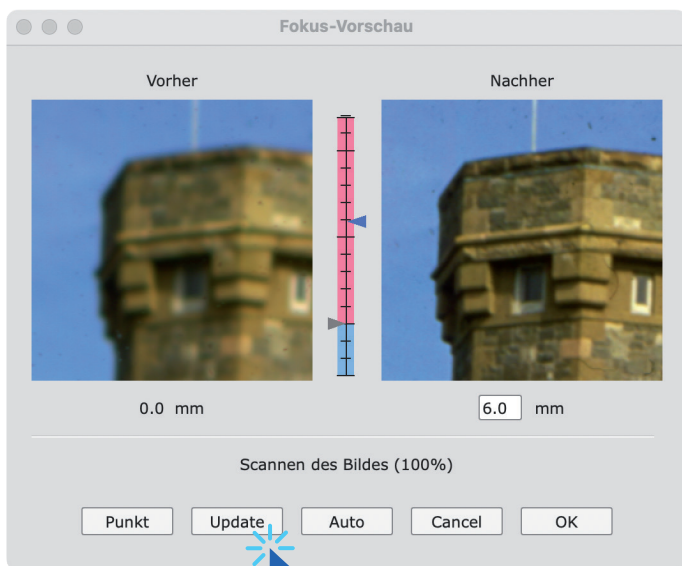 Fokus-Vorschau
Vorher Nachher
0.0 mm 6.0 mm
Scannen des Bildes (100%)
Punkt Update Auto Cancel OK